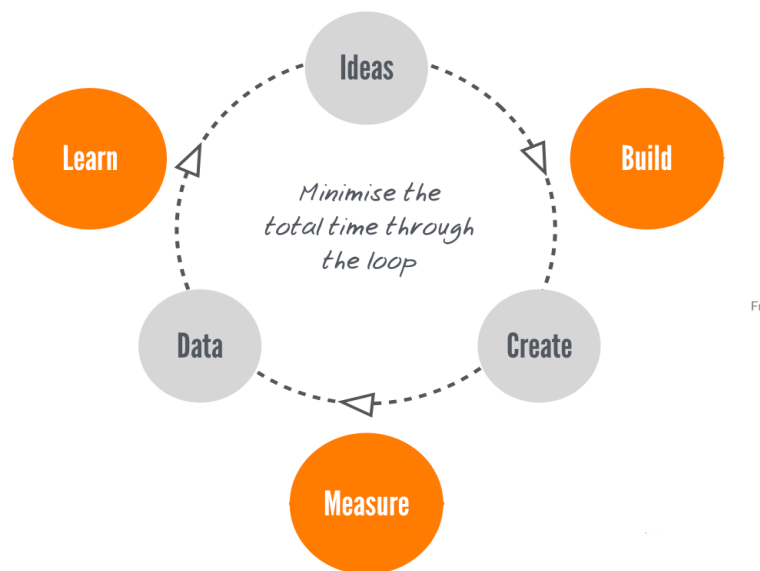 Ideas
Learn
Build
Minimise the
total time through
the loop
Data
Create
Measure